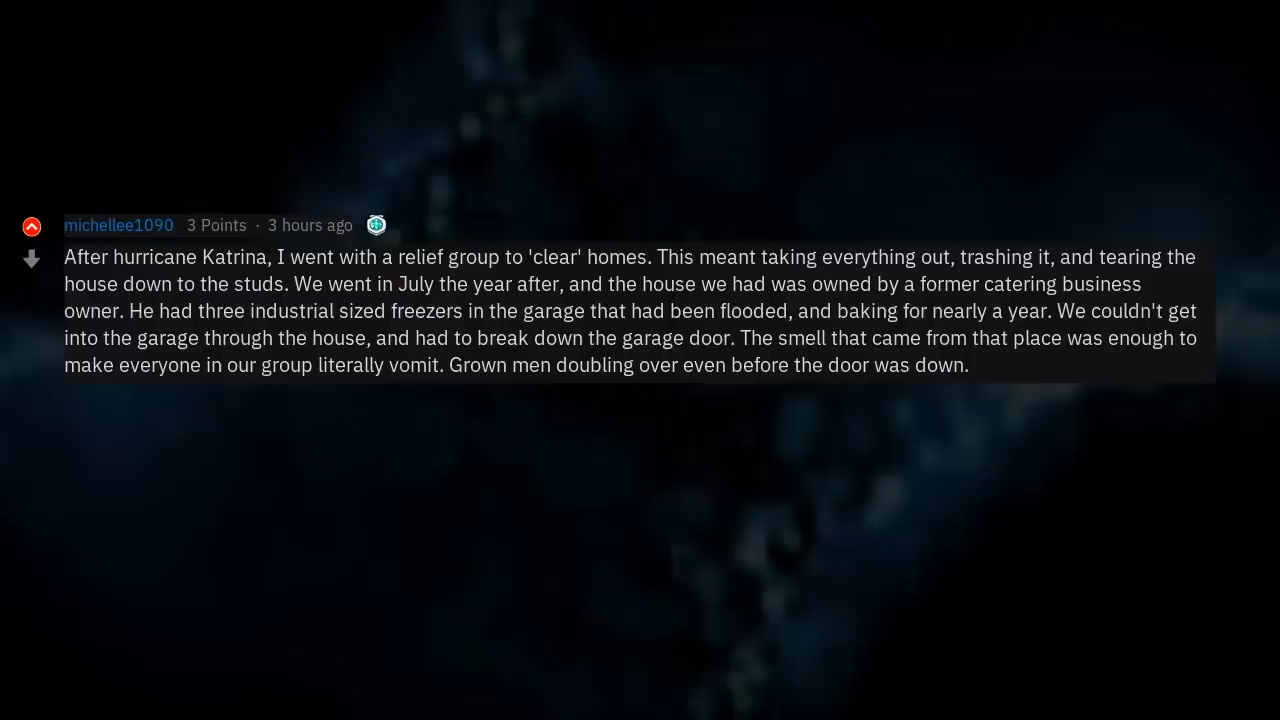 michellee1090 3 Points · 3 hours ago
After hurricane Katrina, I went with a relief group to 'clear' homes. This meant taking everything out, trashing it, and tearing the
house down to the studs. We went in July the year after, and the house we had was owned by a former catering business
owner. He had three industrial sized freezers in the garage that had been flooded, and baking for nearly a year. We couldn't get
into the garage through the house, and had to break down the garage door. The smell that came from that place was enough to
make everyone in our group literally vomit. Grown men doubling over even before the door was down.